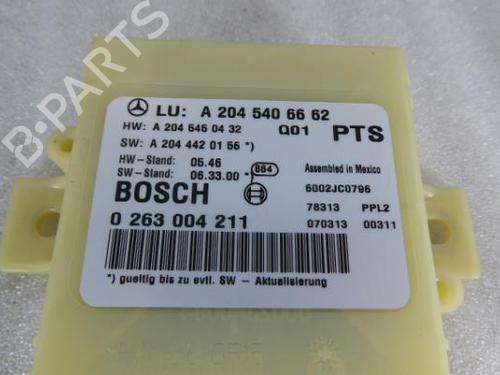 LU: A 204 540 66 62
HW: A 204 545 04 32 Q01 PTS
SW: A 204 442 01 56 *)
HW-Stand: 05.46
SW-Stand: 06.33.00 *) 864 Assembled in Mexico
BOSCH 6002JC0796
0 263 004 211 78313 PPL2
070313 00311
*) gueltig bis zu evtl. SW - Aktualisierung